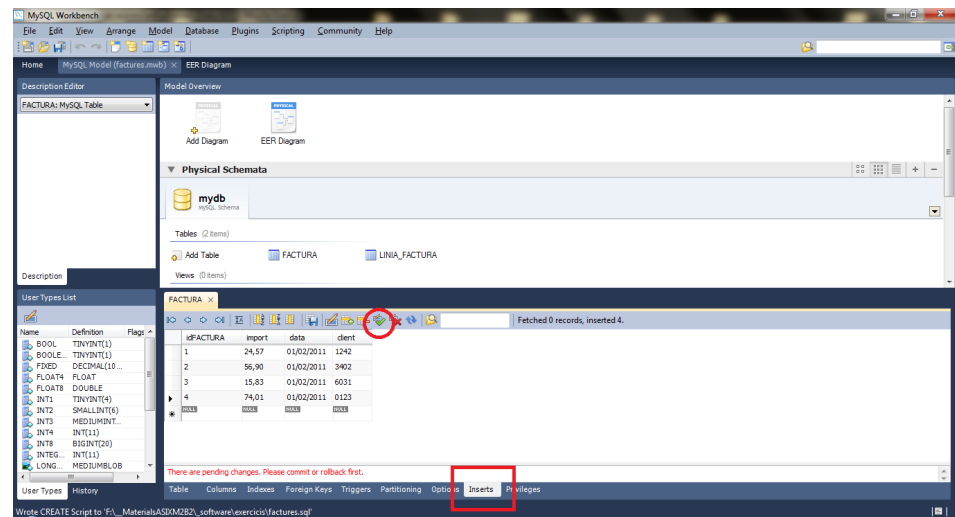 MySQL Workbench
File Edit View Arrange Model Database Plugins Scripting Community Help
Home MySQL Model (factures.mwb) × EER Diagram
Description Editor
FACTURA: MySQL Table
Description
Model Overview
Add Diagram
EER Diagram
Physical Schemata
mydb
MySQL Schema
Tables (2 items)
Add Table
FACTURA
LINIA_FACTURA
Views (0 items)
User Types List
Name Definition Flags
BOOL TINYINT(1)
BOOLE... TINYINT(1)
FIXED DECIMAL(10...
FLOAT4 FLOAT
FLOAT8 DOUBLE
INT1 TINYINT(4)
INT2 SMALLINT(6)
INT3 MEDIUMINT...
INT4 INT(11)
INT8 BIGINT(20)
INTEG... INT(11)
LONG... MEDIUMBLOB
User Types History
FACTURA ×
Fetched 0 records, inserted 4.
idFACTURA import data client
1 24,57 01/02/2011 1242
2 56,90 01/02/2011 3402
3 15,83 01/02/2011 6031
4 74,01 01/02/2011 0123
NULL NULL NULL NULL
There are pending changes. Please commit or rollback first.
Table Columns Indexes Foreign Keys Triggers Partitioning Options Inserts Privileges
Wrote CREATE Script to 'F:\__MaterialsASIXM2B2\_software\exercicis\factures.sql'